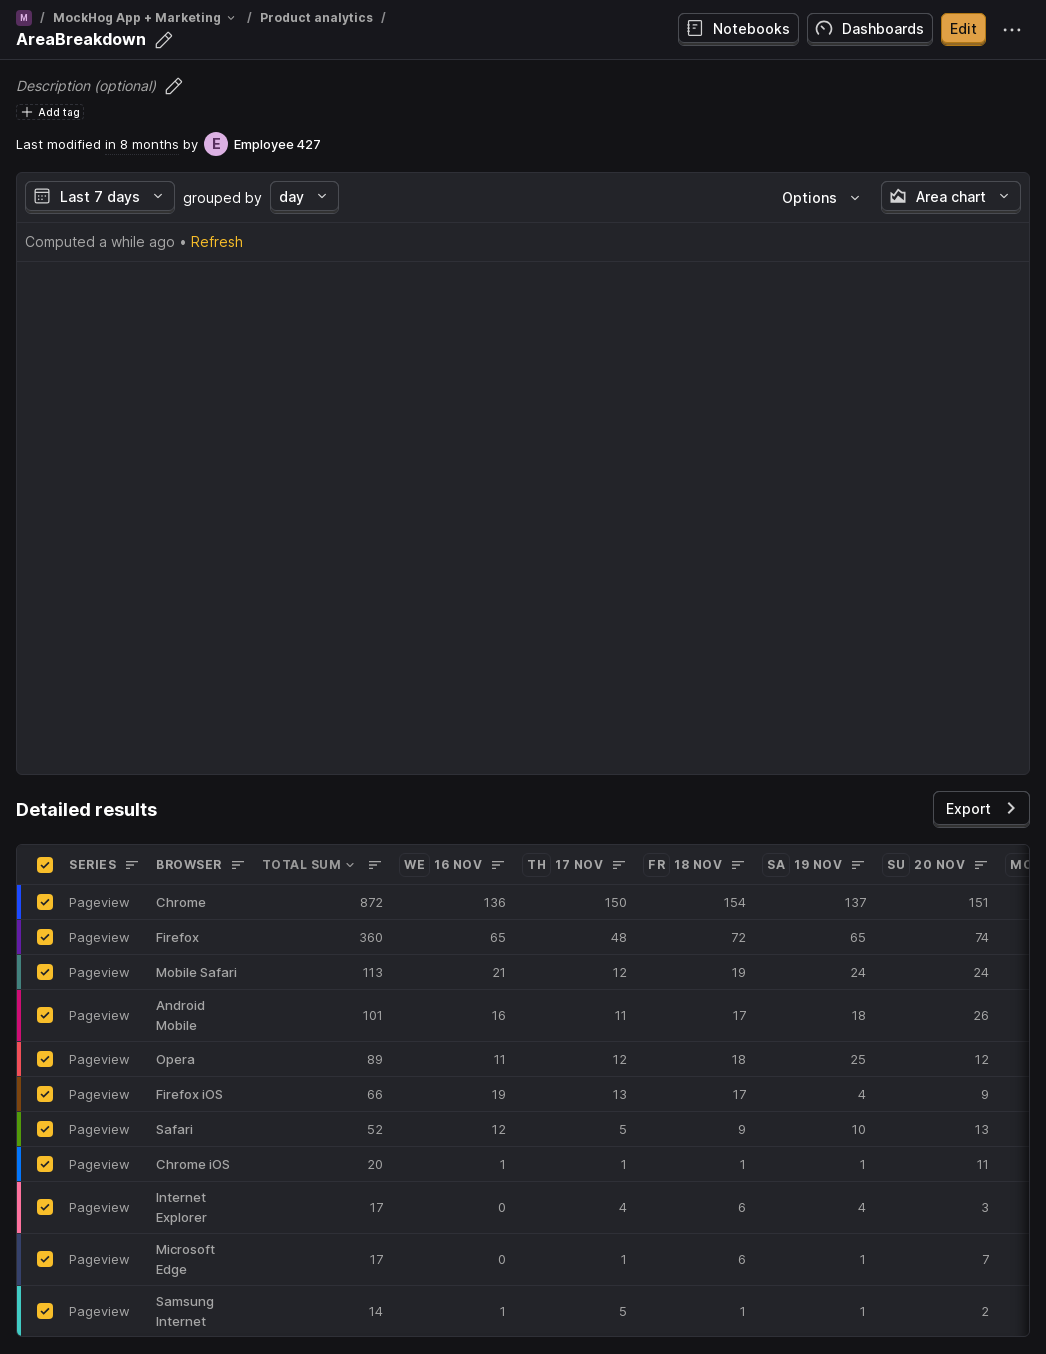 M / MockHog App + Marketing / Product analytics /
AreaBreakdown
Notebooks Dashboards Edit
Description (optional)
Add tag
Last modified in 8 months by E Employee 427
Last 7 days grouped by day Options Area chart
Computed a while ago • Refresh
Detailed results
Export
SERIES BROWSER TOTAL SUM WE 16 NOV TH 17 NOV FR 18 NOV SA 19 NOV SU 20 NOV
Pageview Chrome 872 136 150 154 137 151
Pageview Firefox 360 65 48 72 65 74
Pageview Mobile Safari 113 21 12 19 24 24
Pageview Android Mobile 101 16 11 17 18 26
Pageview Opera 89 11 12 18 25 12
Pageview Firefox iOS 66 19 13 17 4 9
Pageview Safari 52 12 5 9 10 13
Pageview Chrome iOS 20 1 1 1 1 11
Pageview Internet Explorer 17 0 4 6 4 3
Pageview Microsoft Edge 17 0 1 6 1 7
Pageview Samsung Internet 14 1 5 1 1 2